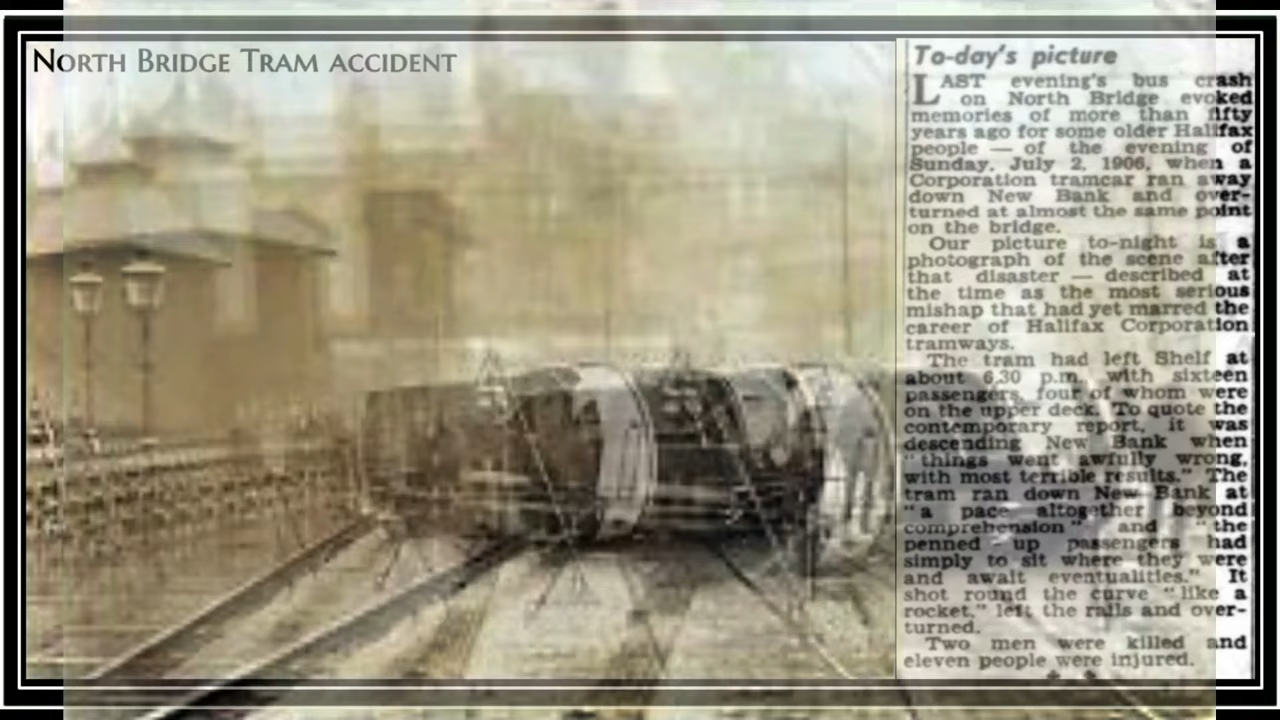 North Bridge Tram accident
To-day's picture
LAST evening's bus crash
on North Bridge evoked
memories of more than fifty
years ago for some older Halifax
people — of the evening of
Sunday, July 2, 1906, when a
Corporation tramcar ran away
down New Bank and over-
turned at almost the same point
on the bridge.
Our picture to-night is a
photograph of the scene after
that disaster — described at
the time as the most serious
mishap that had yet marred the
career of Halifax Corporation
tramways.
The tram had left Shelf at
about 6.30 p.m. with sixteen
passengers, four of whom were
on the upper deck. To quote the
contemporary report, it was
descending New Bank when
"things went awfully wrong,
with most terrible results." The
tram ran down New Bank at
"a pace altogether beyond
comprehension" and "the
penned - up passengers had
simply to sit where they were
and await eventualities." It
shot round the curve "like a
rocket," left the rails and over-
turned.
Two men were killed and
eleven people were injured.